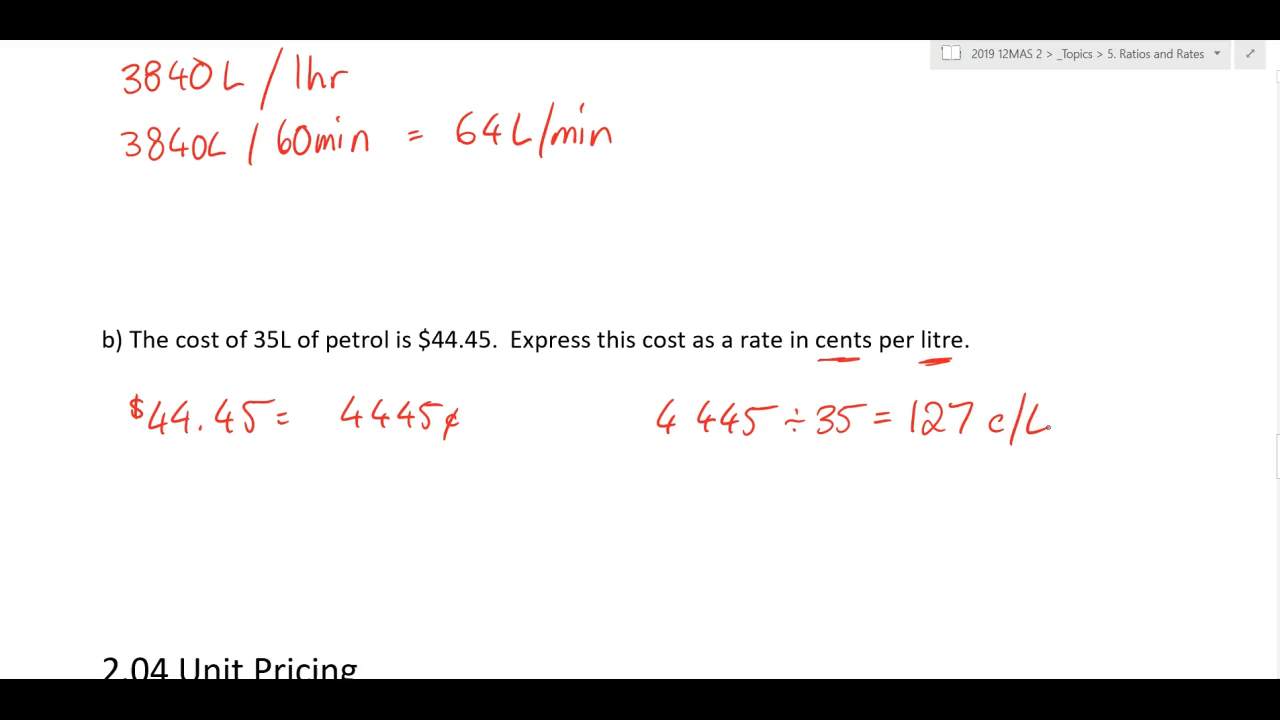 2019 12MAS 2 > _Topics > 5. Ratios and Rates
3840L / 1hr
3840L / 60min = 64L/min
b) The cost of 35L of petrol is $44.45. Express this cost as a rate in cents per litre.
$44.45 = 4445¢ 4 445 ÷ 35 = 127 c/L
2.04 Unit Pricing